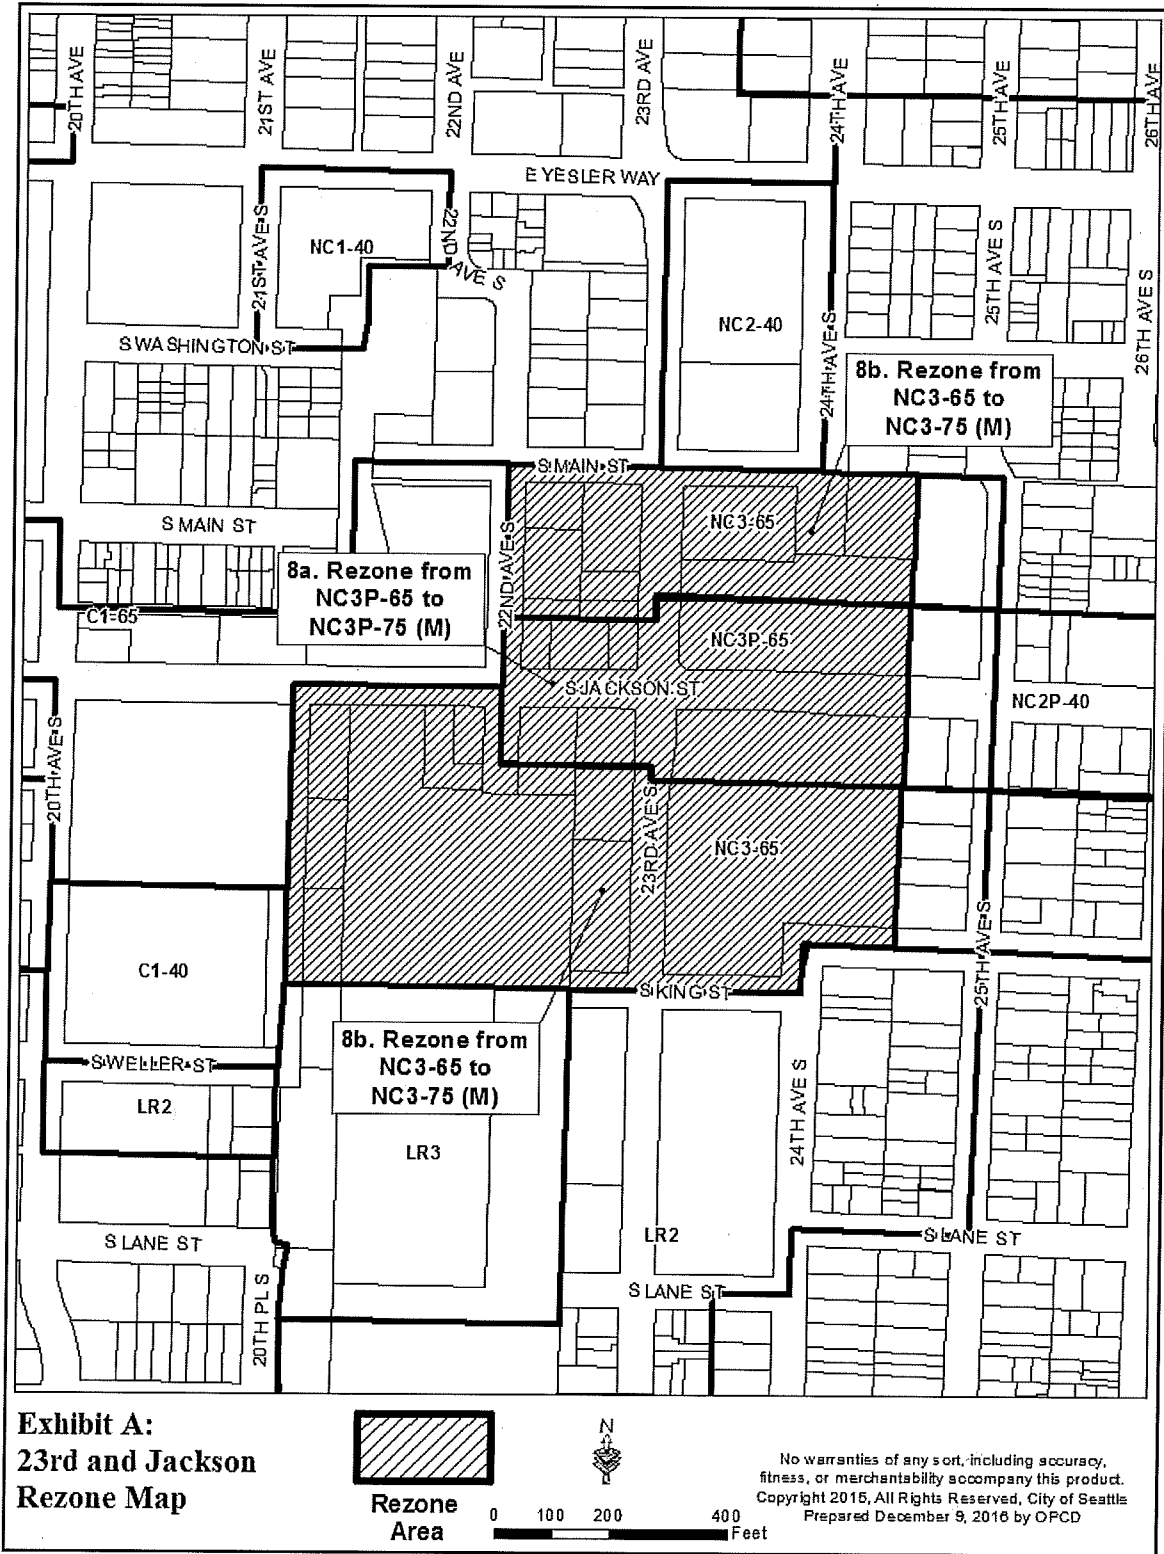 20TH AVE
21ST AVE
22ND AVE
23RD AVE
24TH AVE
25TH AVE
26TH AVE
E YESLER WAY
21ST AVE S
NC1-40
22ND AVE S
NC2-40
24TH AVE S
25TH AVE S
26TH AVE S
S WASHINGTON ST
8b. Rezone from
NC3-65 to
NC3-75 (M)
S MAIN ST
S MAIN ST
NC3-65
22ND AVE S
8a. Rezone from
NC3P-65 to
NC3P-75 (M)
C1-65
NC3P-65
S JACKSON ST
NC2P-40
20TH AVE S
23RD AVE S
NC3-65
25TH AVE S
C1-40
S KING ST
8b. Rezone from
NC3-65 to
NC3-75 (M)
S WELLER ST
LR2
LR3
24TH AVE S
LR2
S LANE ST
S LANE ST
S LANE ST
20TH PL S
Exhibit A:
23rd and Jackson
Rezone Map
Rezone
Area
N
0 100 200 400
Feet
No warranties of any sort, including accuracy,
fitness, or merchantability accompany this product.
Copyright 2015, All Rights Reserved, City of Seattle
Prepared December 9, 2016 by OPCD